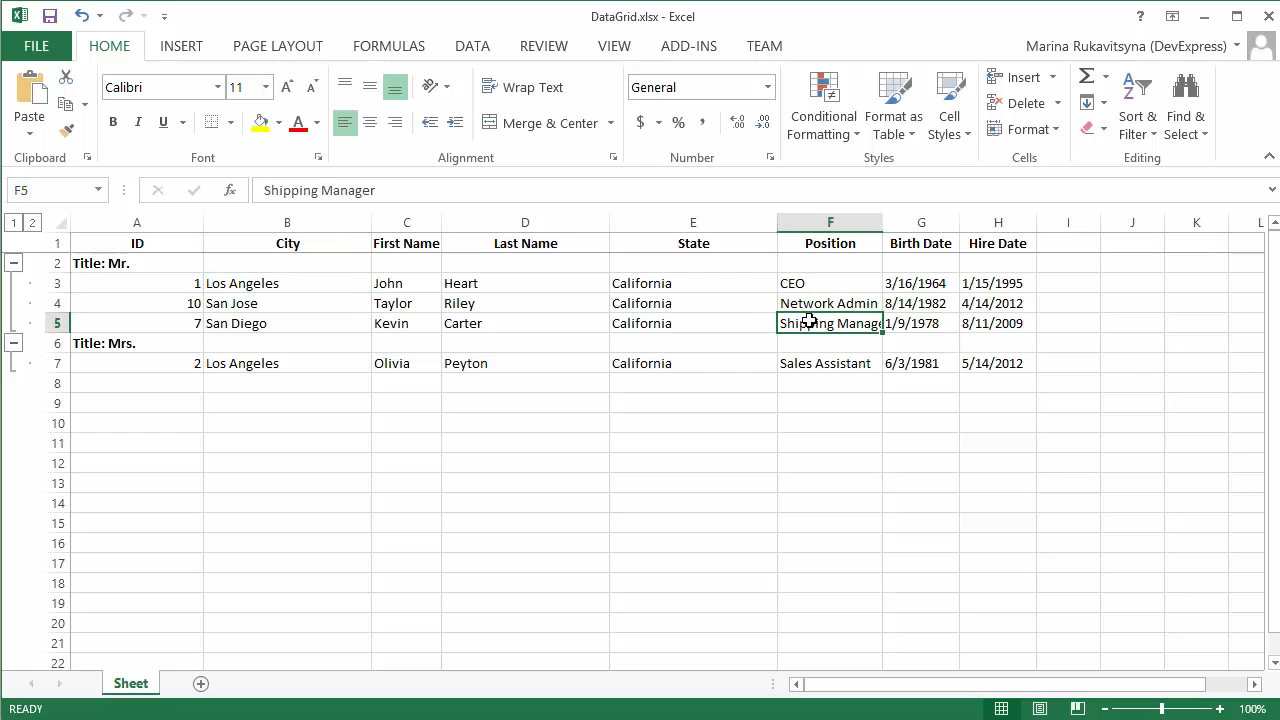 DataGrid.xlsx - Excel
?
FILE HOME INSERT PAGE LAYOUT FORMULAS DATA REVIEW VIEW ADD-INS TEAM Marina Rukavitsyna (DevExpress)
Paste
Calibri 11
B I U A
Wrap Text
Merge & Center
General
$ %
Conditional Formatting
Format as Table
Cell Styles
Insert
Delete
Format
Sort & Filter
Find & Select
Clipboard Font Alignment Number Styles Cells Editing
F5 fx Shipping Manager
1 2 A B C D E F G H I J K L
1 ID City First Name Last Name State Position Birth Date Hire Date
2 Title: Mr.
3 1 Los Angeles John Heart California CEO 3/16/1964 1/15/1995
4 10 San Jose Taylor Riley California Network Admin 8/14/1982 4/14/2012
5 7 San Diego Kevin Carter California Shipping Manage 1/9/1978 8/11/2009
6 Title: Mrs.
7 2 Los Angeles Olivia Peyton California Sales Assistant 6/3/1981 5/14/2012
8
9
10
11
12
13
14
15
16
17
18
19
20
21
22
Sheet
READY 100%